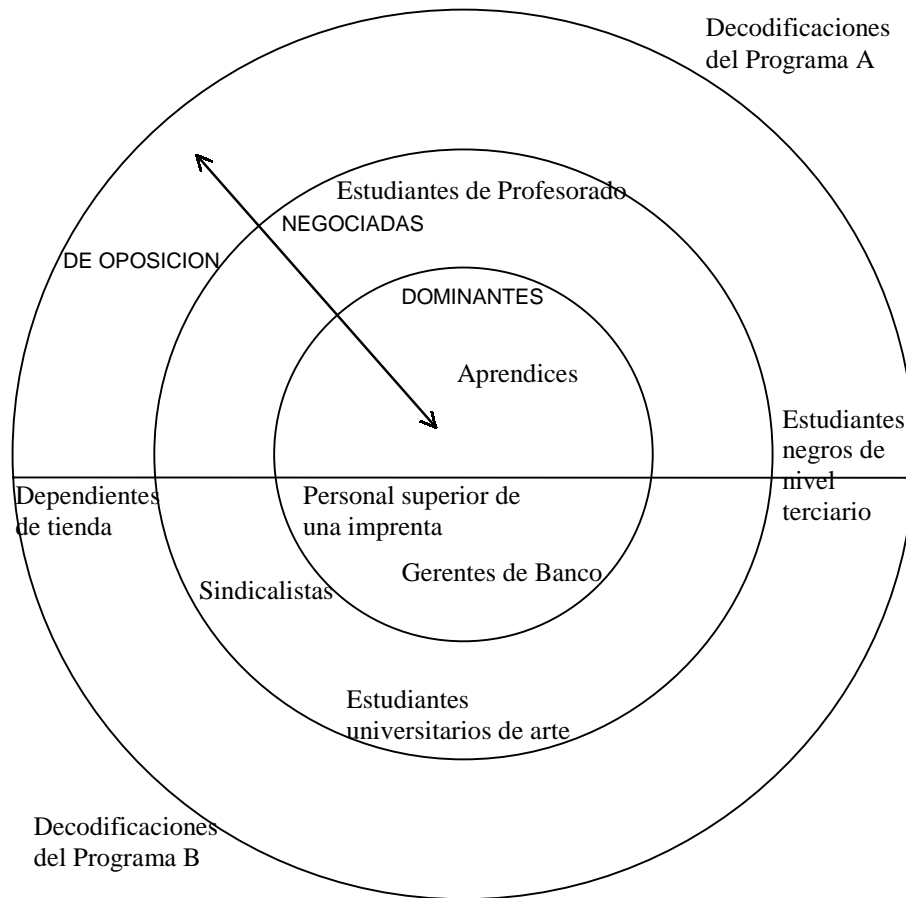 Decodificaciones
del Programa A
Estudiantes de Profesorado
NEGOCIADAS
DE OPOSICION
DOMINANTES
Aprendices
Estudiantes
negros de
nivel
terciario
Dependientes
de tienda
Personal superior de
una imprenta
Gerentes de Banco
Sindicalistas
Estudiantes
universitarios de arte
Decodificaciones
del Programa B